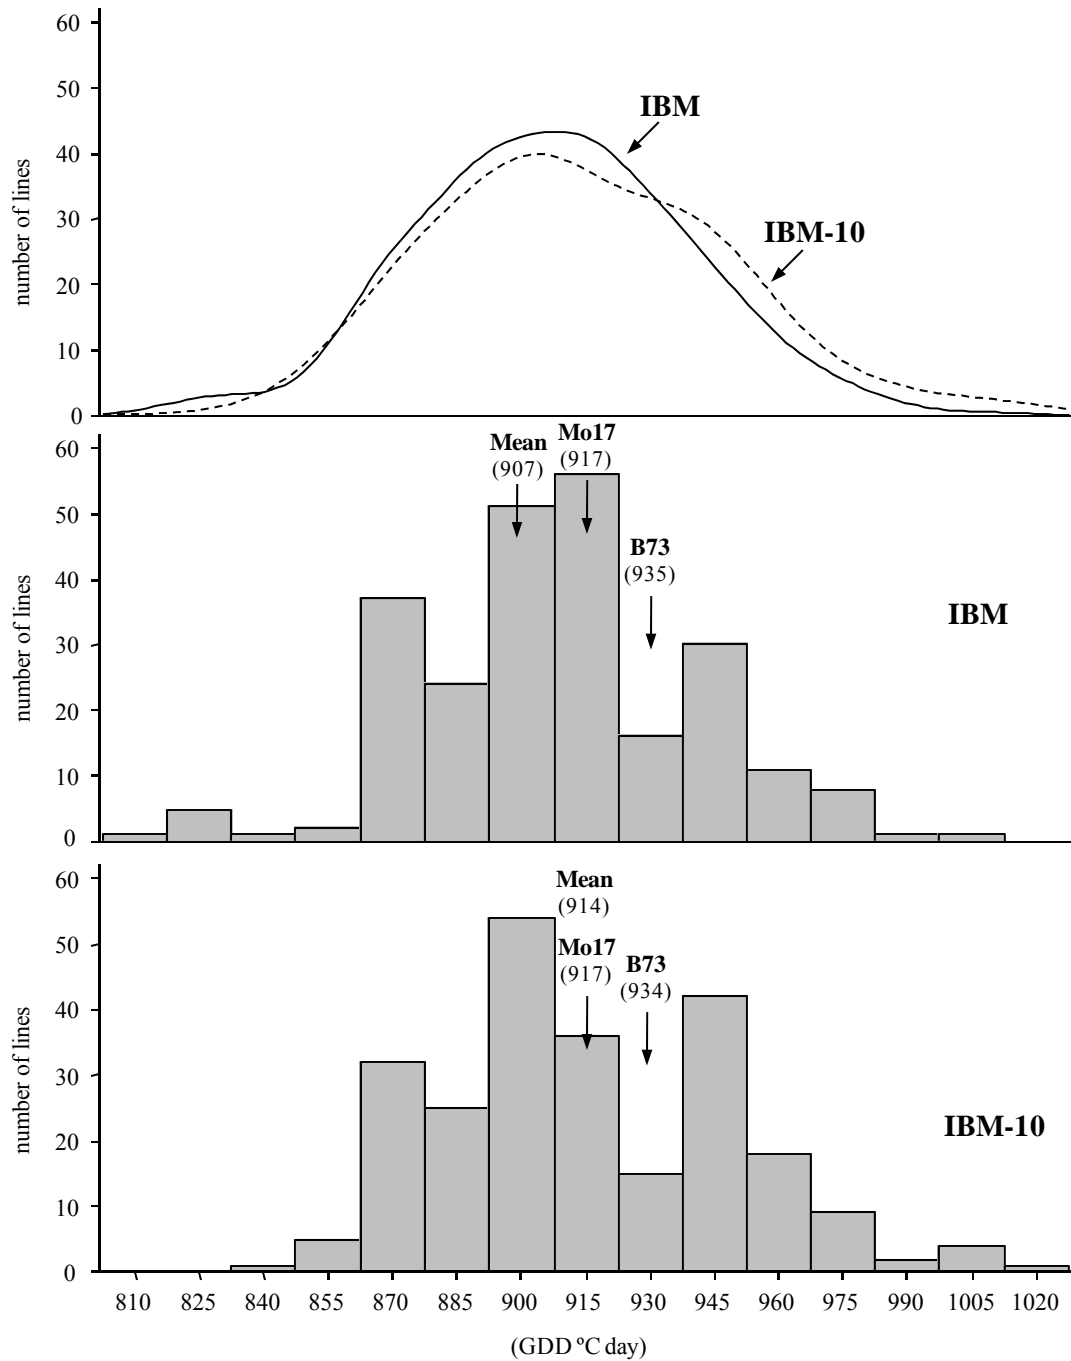 60
50
40
30
20
10
0
number of lines
IBM
IBM-10
60
50
40
30
20
10
0
number of lines
Mean
(907)
Mo17
(917)
B73
(935)
IBM
60
50
40
30
20
10
0
number of lines
Mean
(914)
Mo17
(917)
B73
(934)
IBM-10
810 825 840 855 870 885 900 915 930 945 960 975 990 1005 1020
(GDD ºC day)